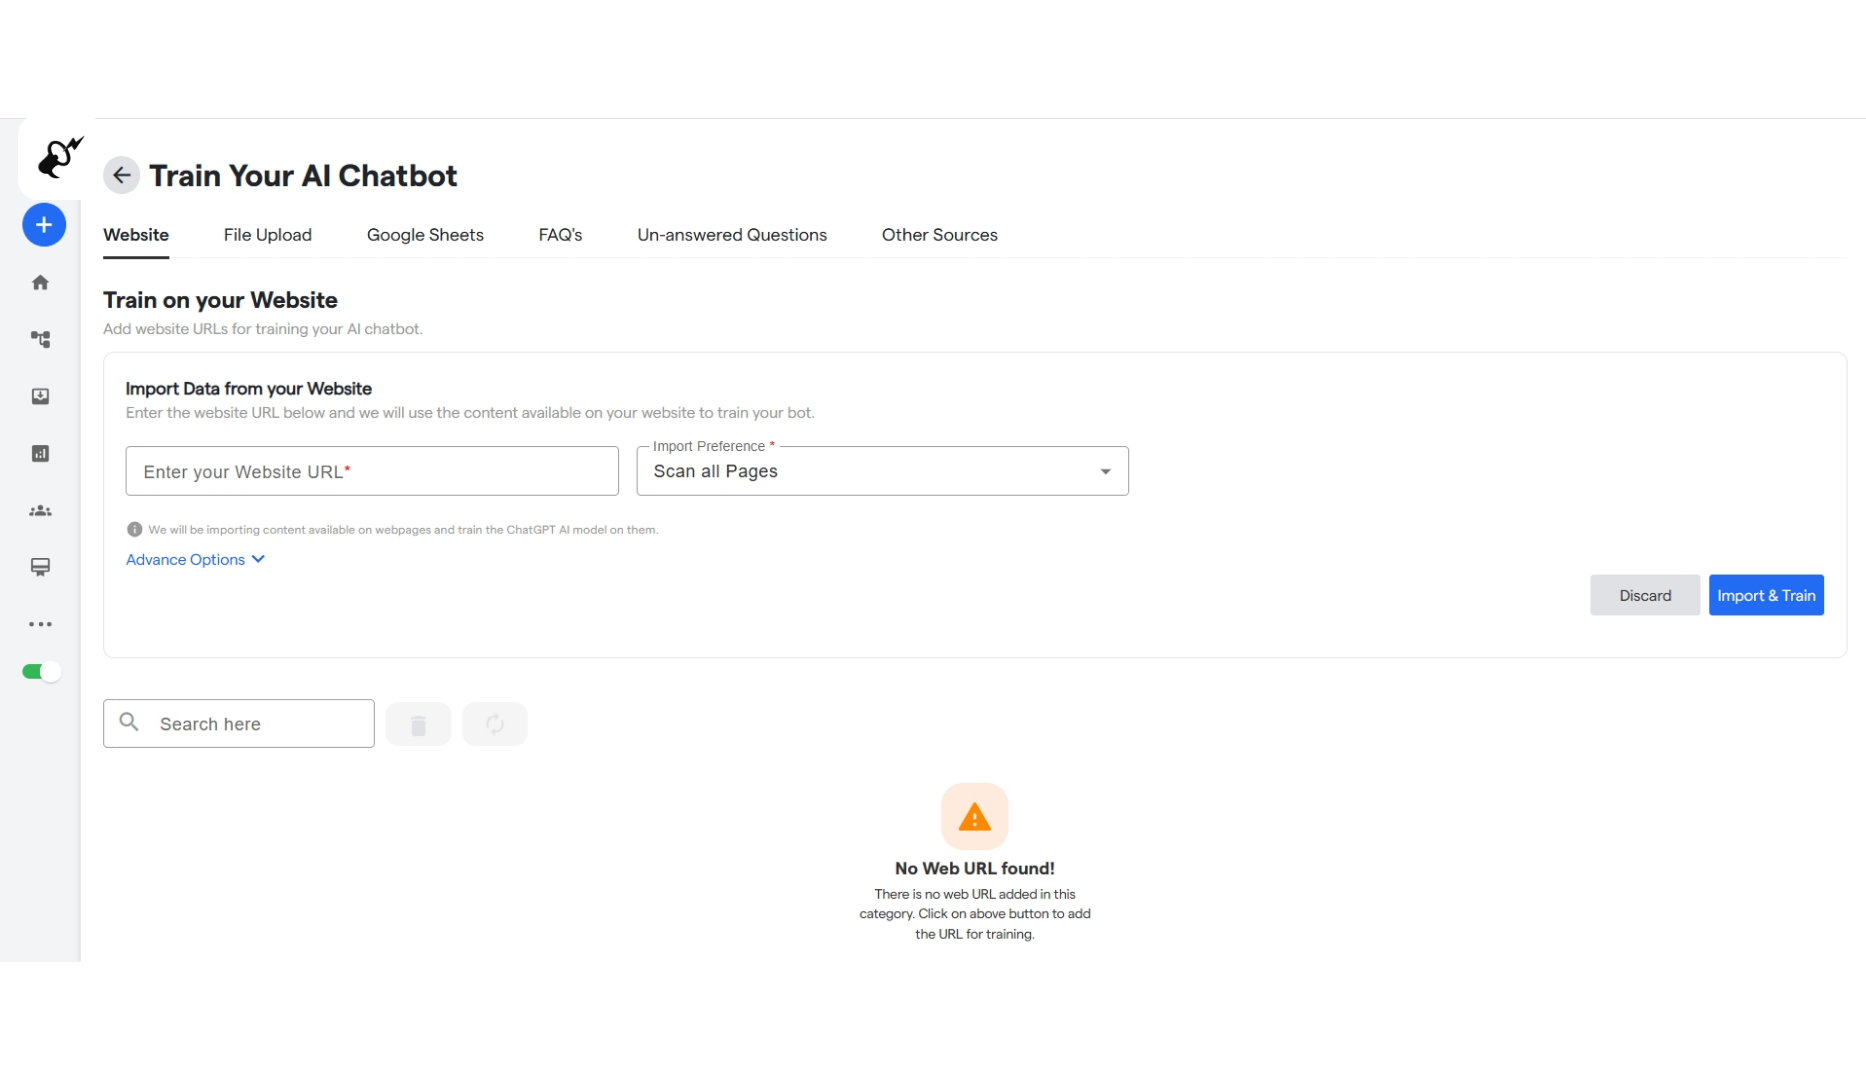 Train Your AI Chatbot
Website File Upload Google Sheets FAQ's Un-answered Questions Other Sources
Train on your Website
Add website URLs for training your AI chatbot.
Import Data from your Website
Enter the website URL below and we will use the content available on your website to train your bot.
Import Preference *
Enter your Website URL* Scan all Pages
We will be importing content available on webpages and train the ChatGPT AI model on them.
Advance Options
Discard Import & Train
Search here
No Web URL found!
There is no web URL added in this
category. Click on above button to add
the URL for training.